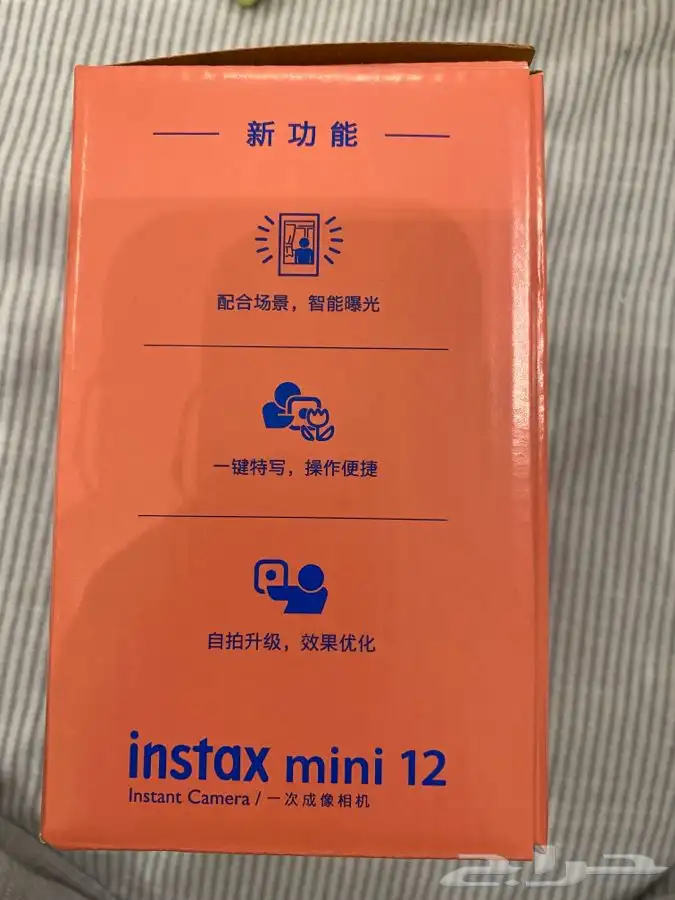 新功能
配合场景，智能曝光
一键特写，操作便捷
自拍升级，效果优化
instax mini 12
Instant Camera / 一次成像相机
حراج